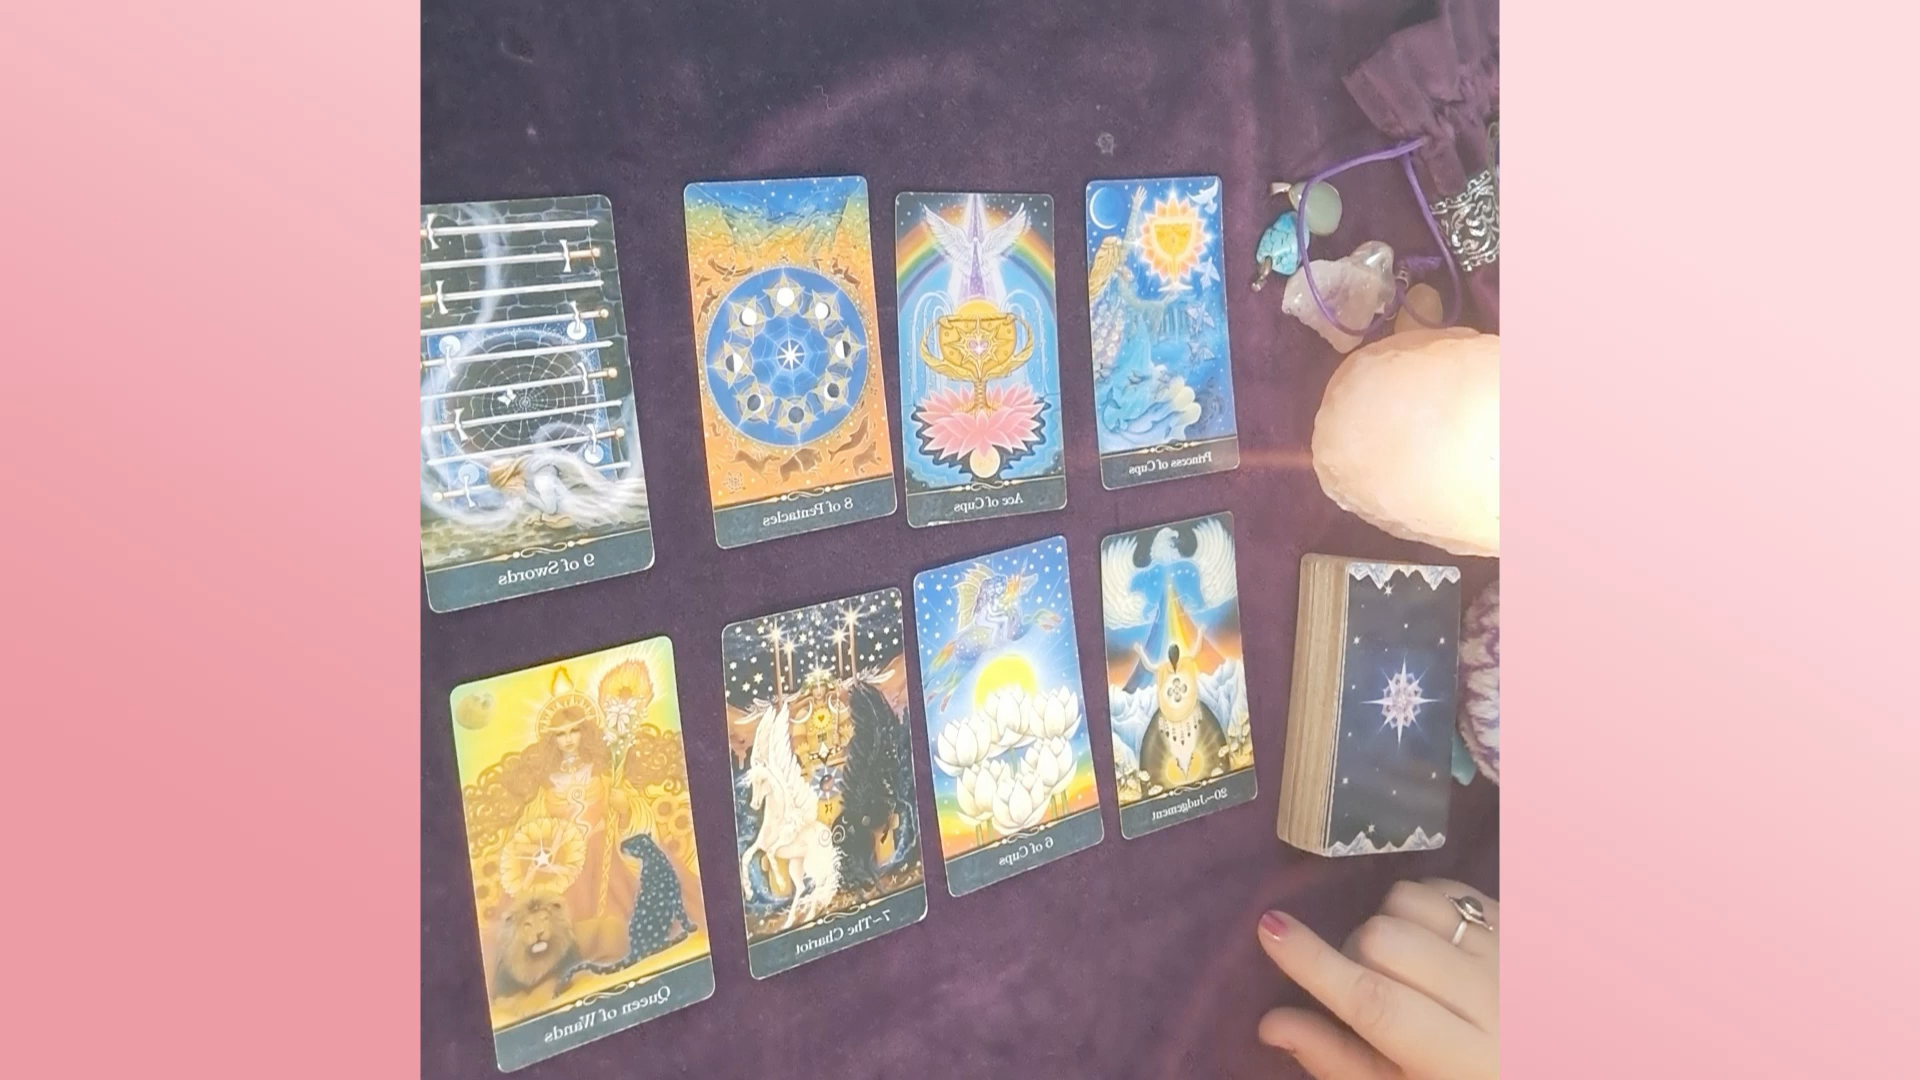 9 of Swords
8 of Pentacles
Ace of Cups
Princess of Cups
Queen of Wands
7~The Chariot
6 of Cups
20~Judgement